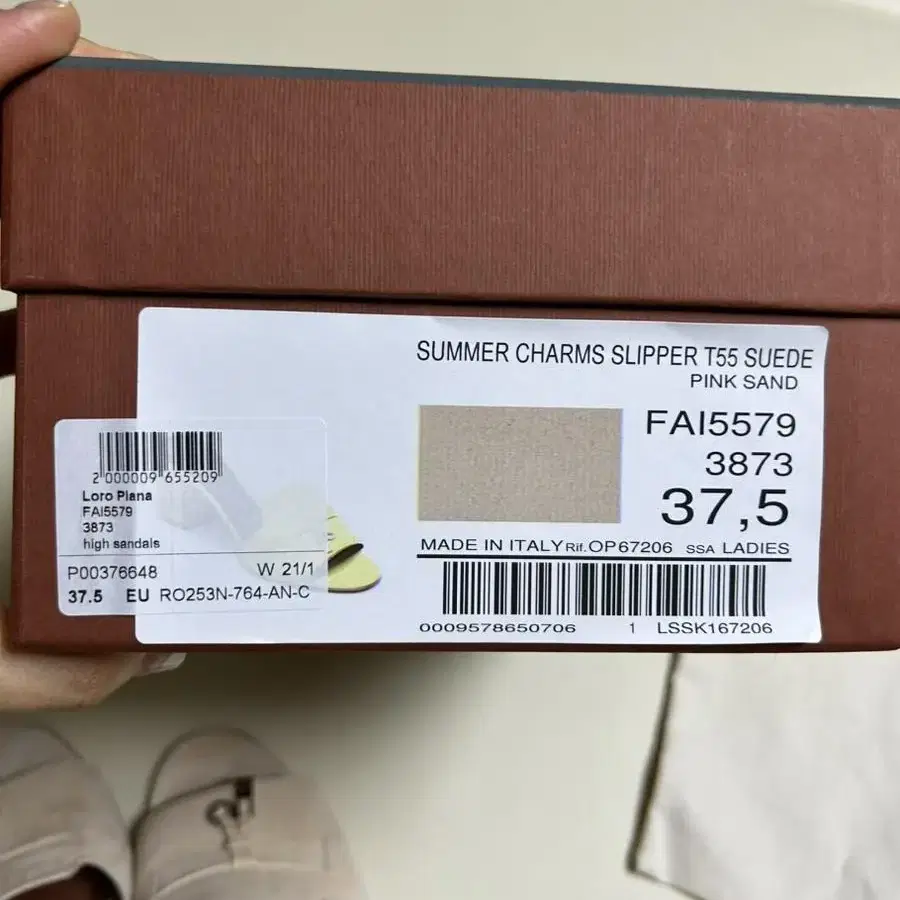 SUMMER CHARMS SLIPPER T55 SUEDE
PINK SAND
FAI5579
3873
37,5
MADE IN ITALY Rif. OP67206 SSA LADIES
0009578650706 1 LSSK167206
2 000009 655209
Loro Piana
FAI5579
3873
high sandals
P00376648 W 21/1
37.5 EU RO253N-764-AN-C